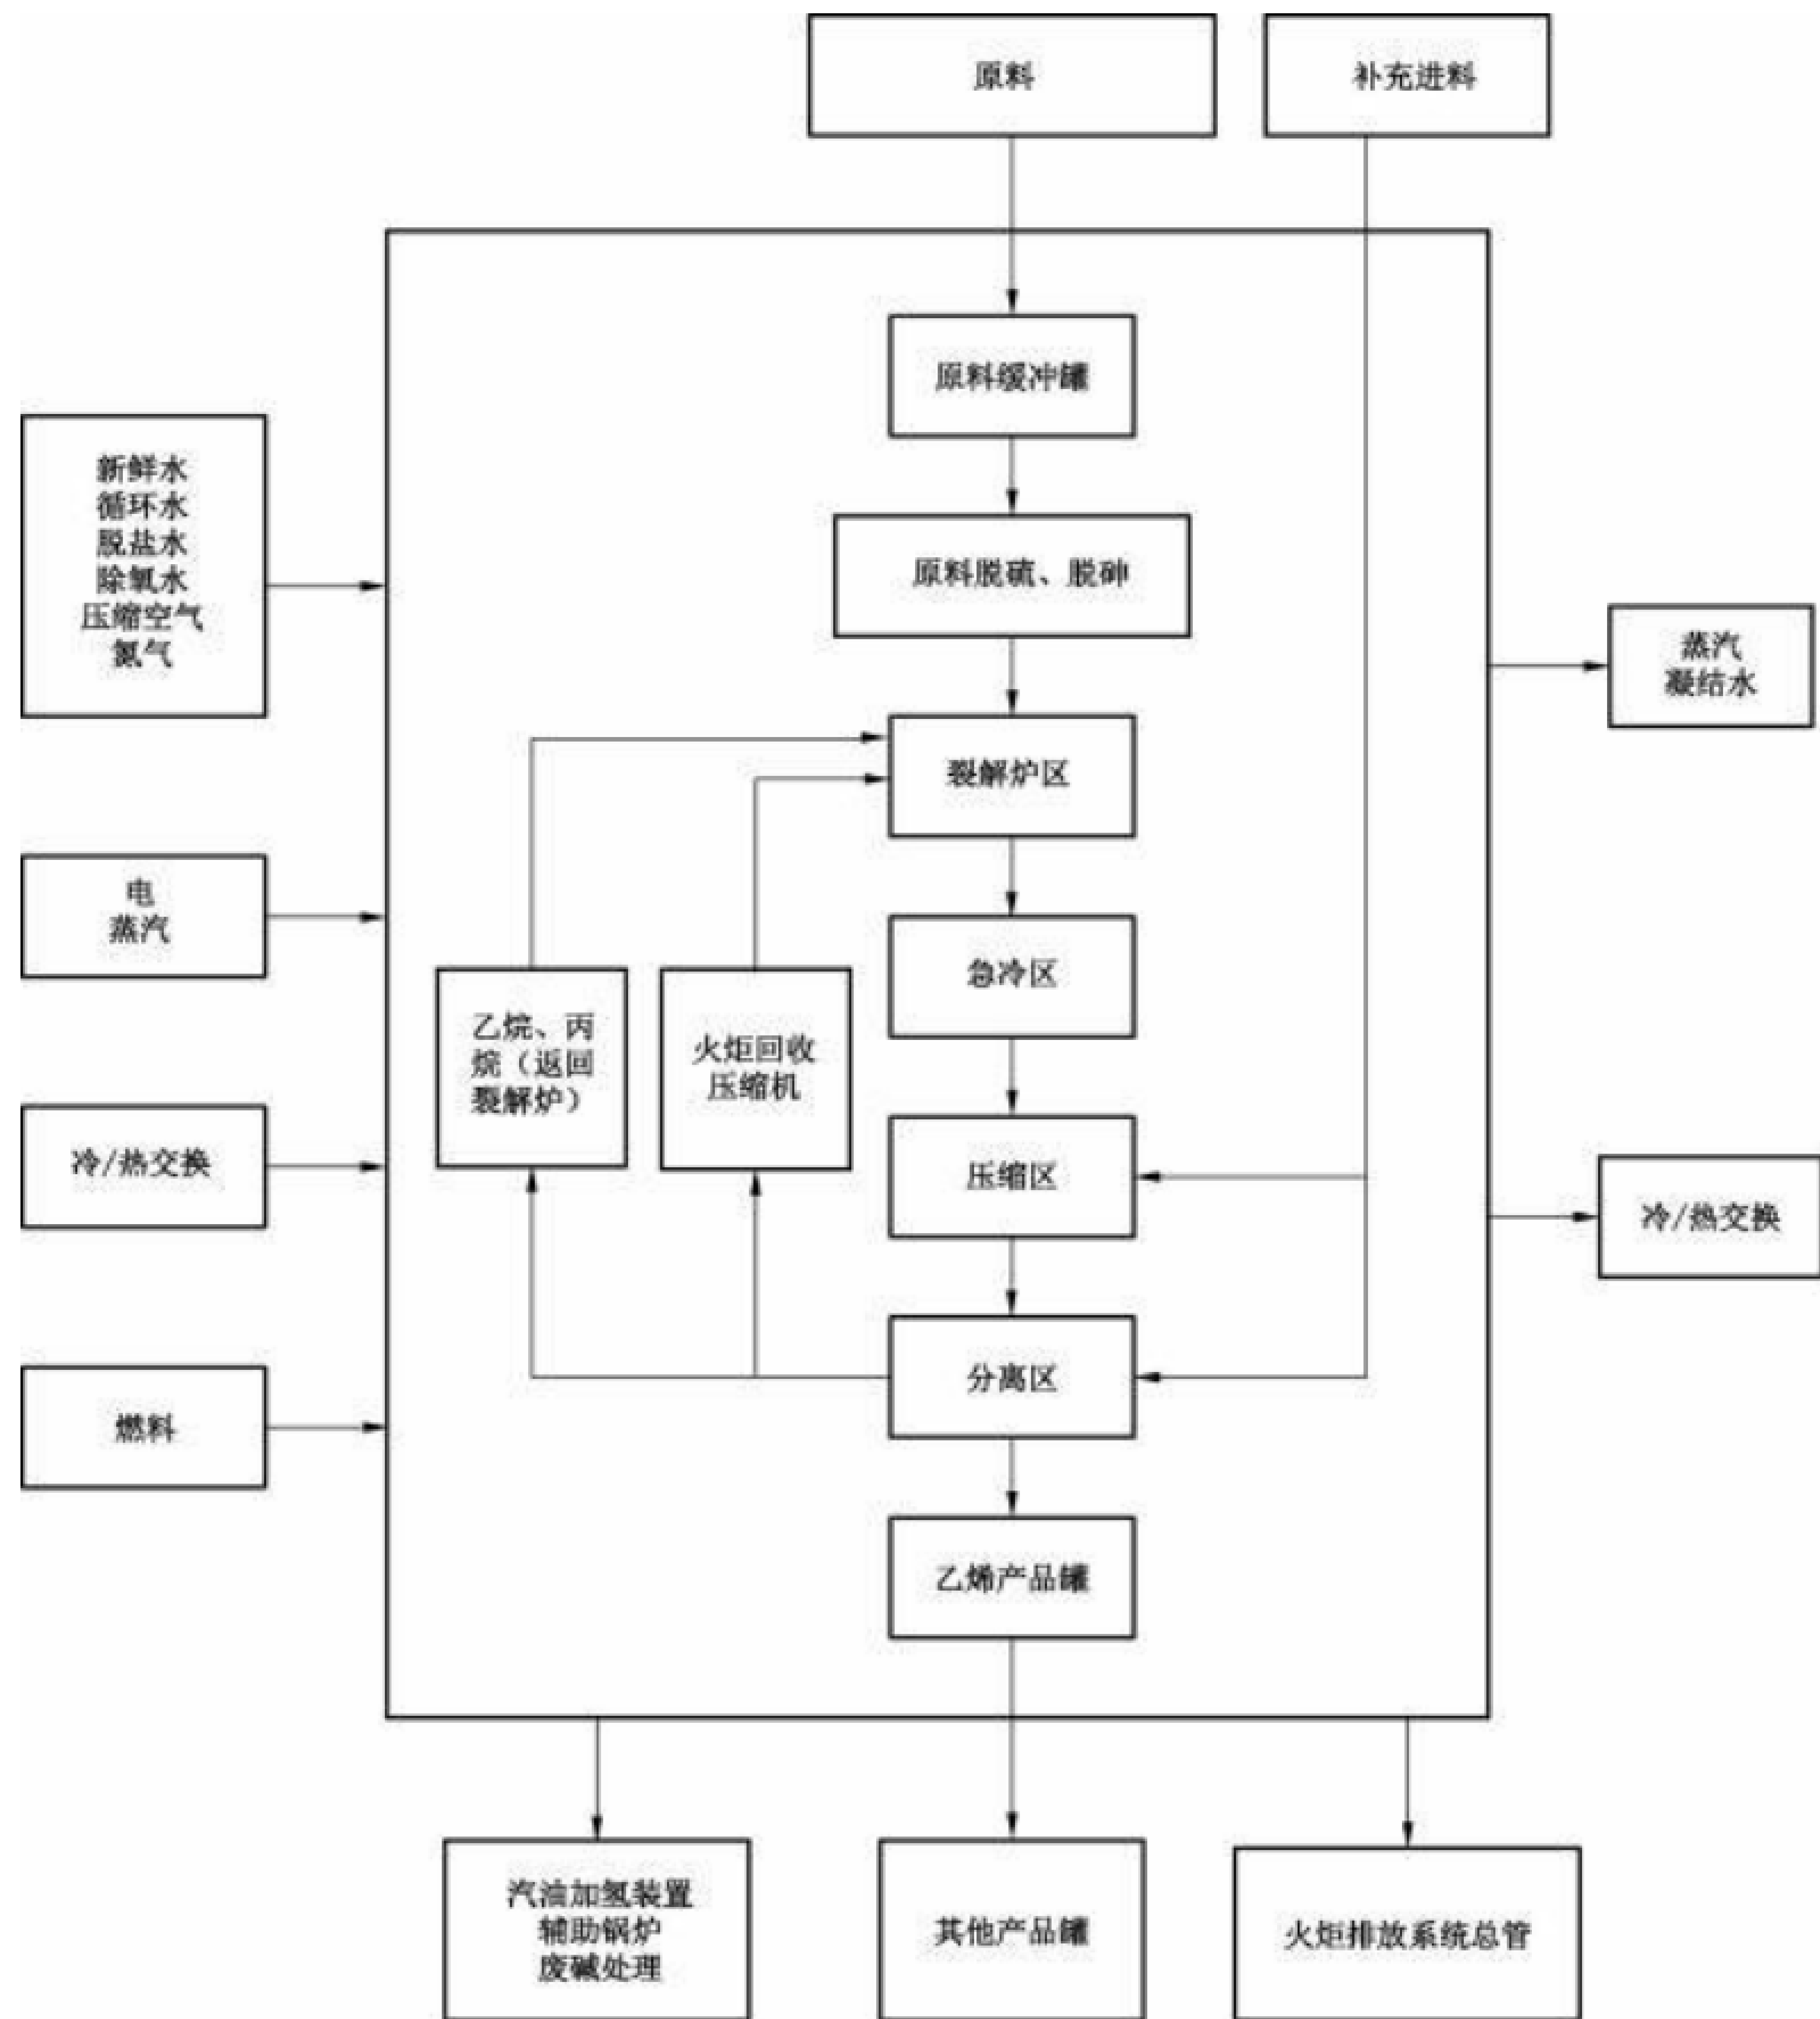 原料
补充进料
原料缓冲罐
新鲜水
循环水
脱盐水
除氧水
压缩空气
氮气
原料脱硫、脱砷
蒸汽
凝结水
裂解炉区
电
蒸汽
急冷区
乙烷、丙
烷（返回
裂解炉）
火炬回收
压缩机
冷/热交换
压缩区
冷/热交换
分离区
燃料
乙烯产品罐
汽油加氢装置
辅助锅炉
废碱处理
其他产品罐
火炬排放系统总管